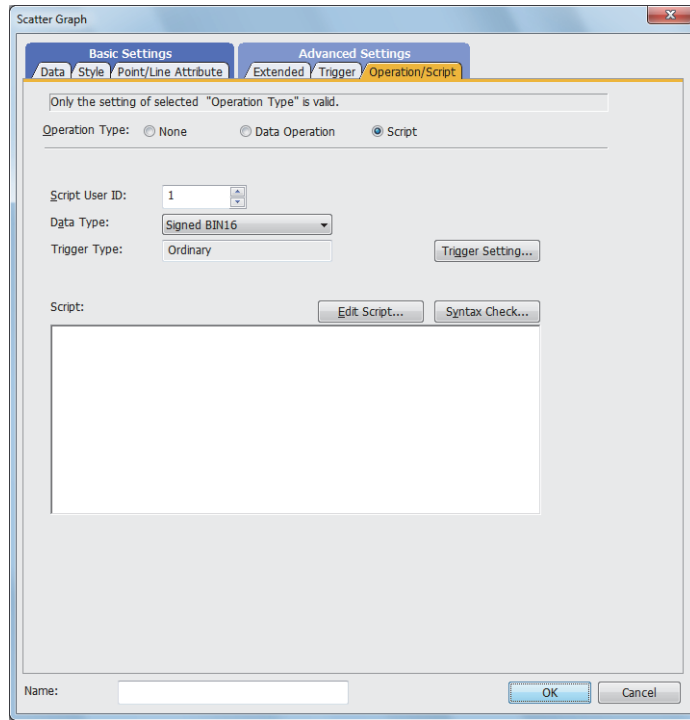 Scatter Graph
Basic Settings
Advanced Settings
Data Style Point/Line Attribute Extended Trigger Operation/Script
Only the setting of selected "Operation Type" is valid.
Operation Type: None Data Operation Script
Script User ID: 1
Data Type: Signed BIN16
Trigger Type: Ordinary Trigger Setting...
Script: Edit Script... Syntax Check...
Name: OK Cancel